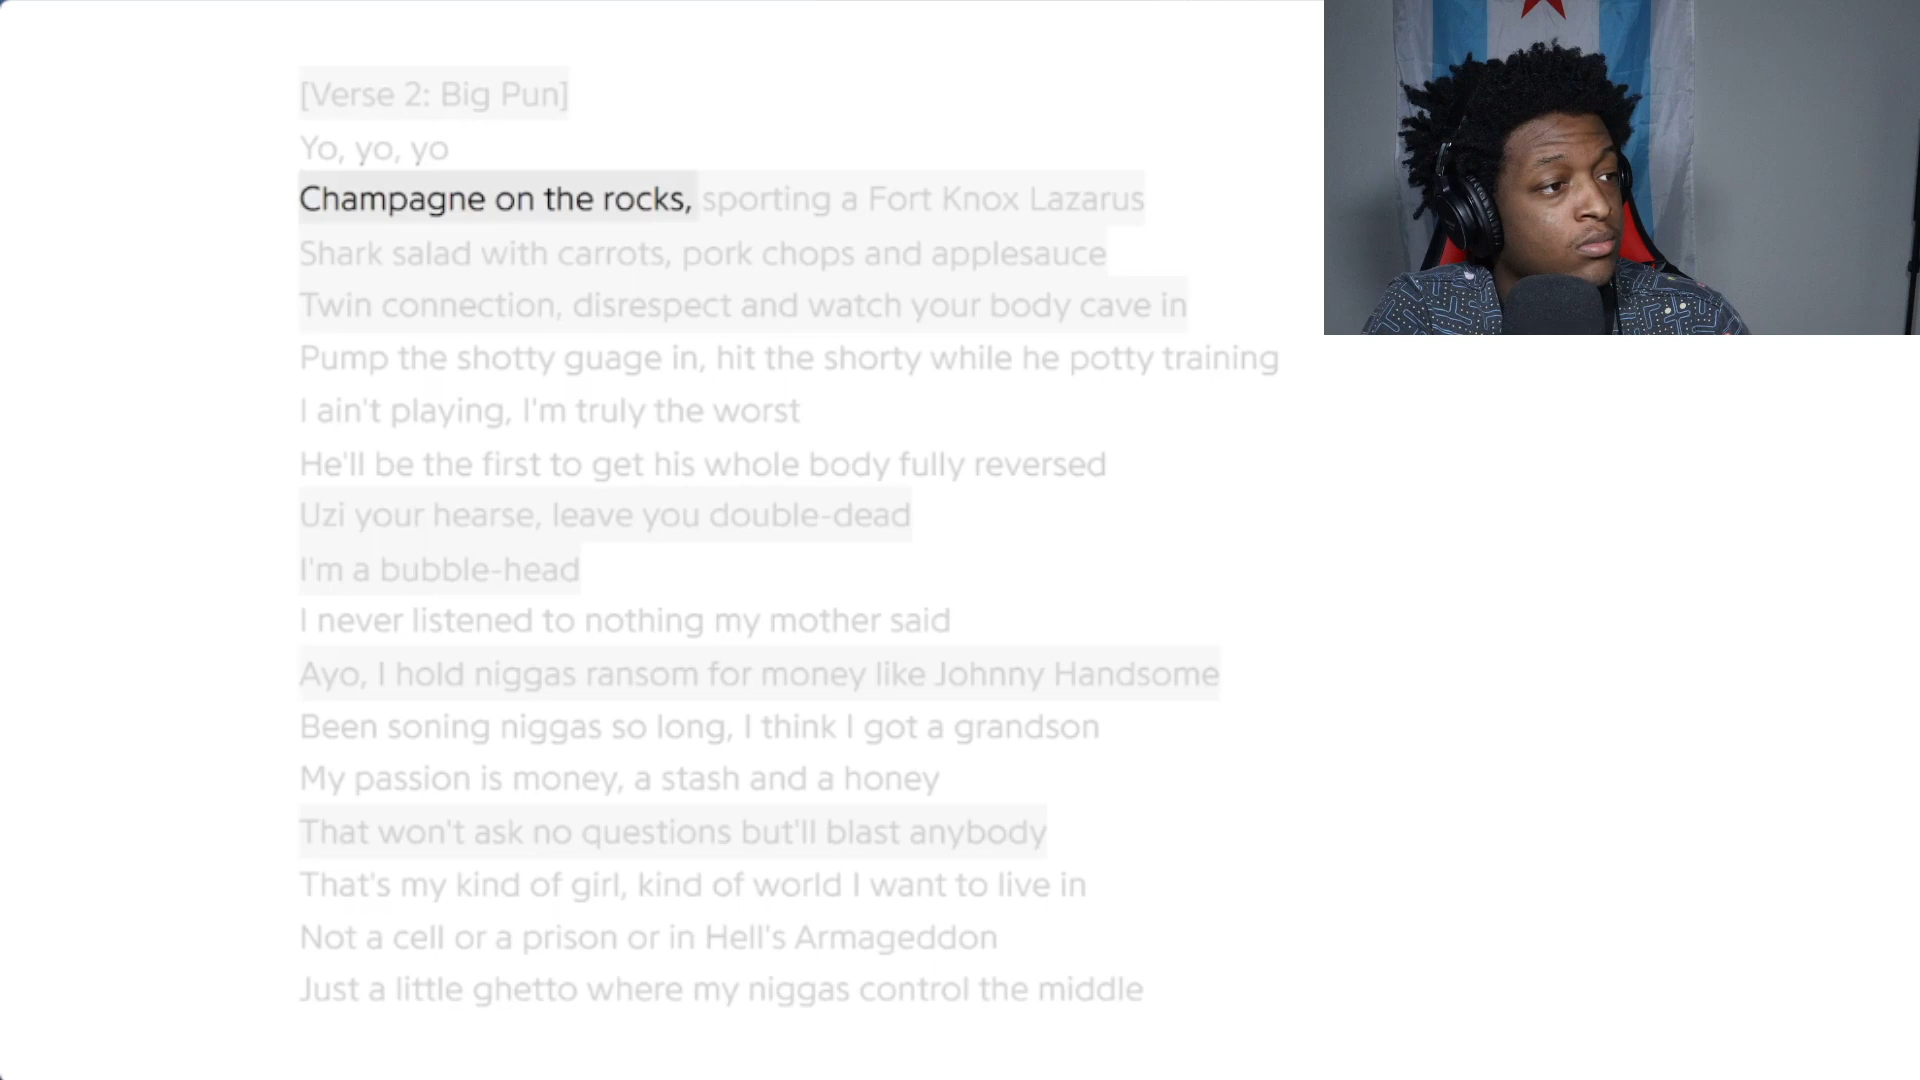 [Verse 2: Big Pun]
Yo, yo, yo
Champagne on the rocks, sporting a Fort Knox Lazarus
Shark salad with carrots, pork chops and applesauce
Twin connection, disrespect and watch your body cave in
Pump the shotty guage in, hit the shorty while he potty training
I ain't playing, I'm truly the worst
He'll be the first to get his whole body fully reversed
Uzi your hearse, leave you double-dead
I'm a bubble-head
I never listened to nothing my mother said
Ayo, I hold niggas ransom for money like Johnny Handsome
Been soning niggas so long, I think I got a grandson
My passion is money, a stash and a honey
That won't ask no questions but'll blast anybody
That's my kind of girl, kind of world I want to live in
Not a cell or a prison or in Hell's Armageddon
Just a little ghetto where my niggas control the middle